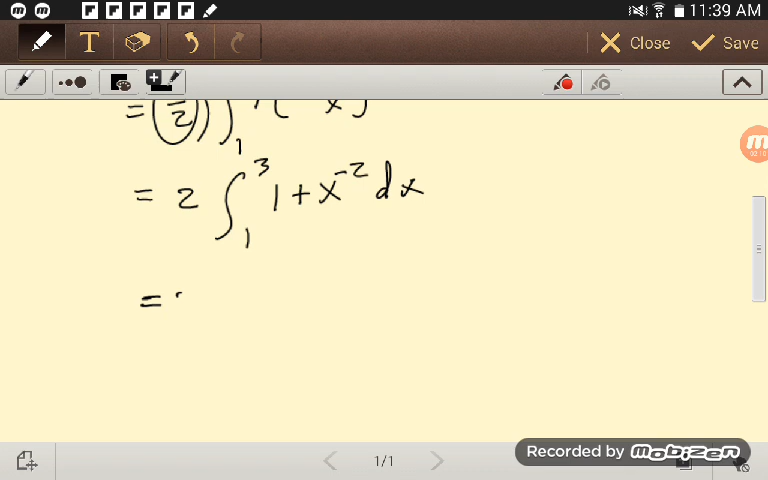 11:39 AM
T Close Save
= 2 ∫₁³ 1 + x⁻² dx
=
1/1
Recorded by mobizen